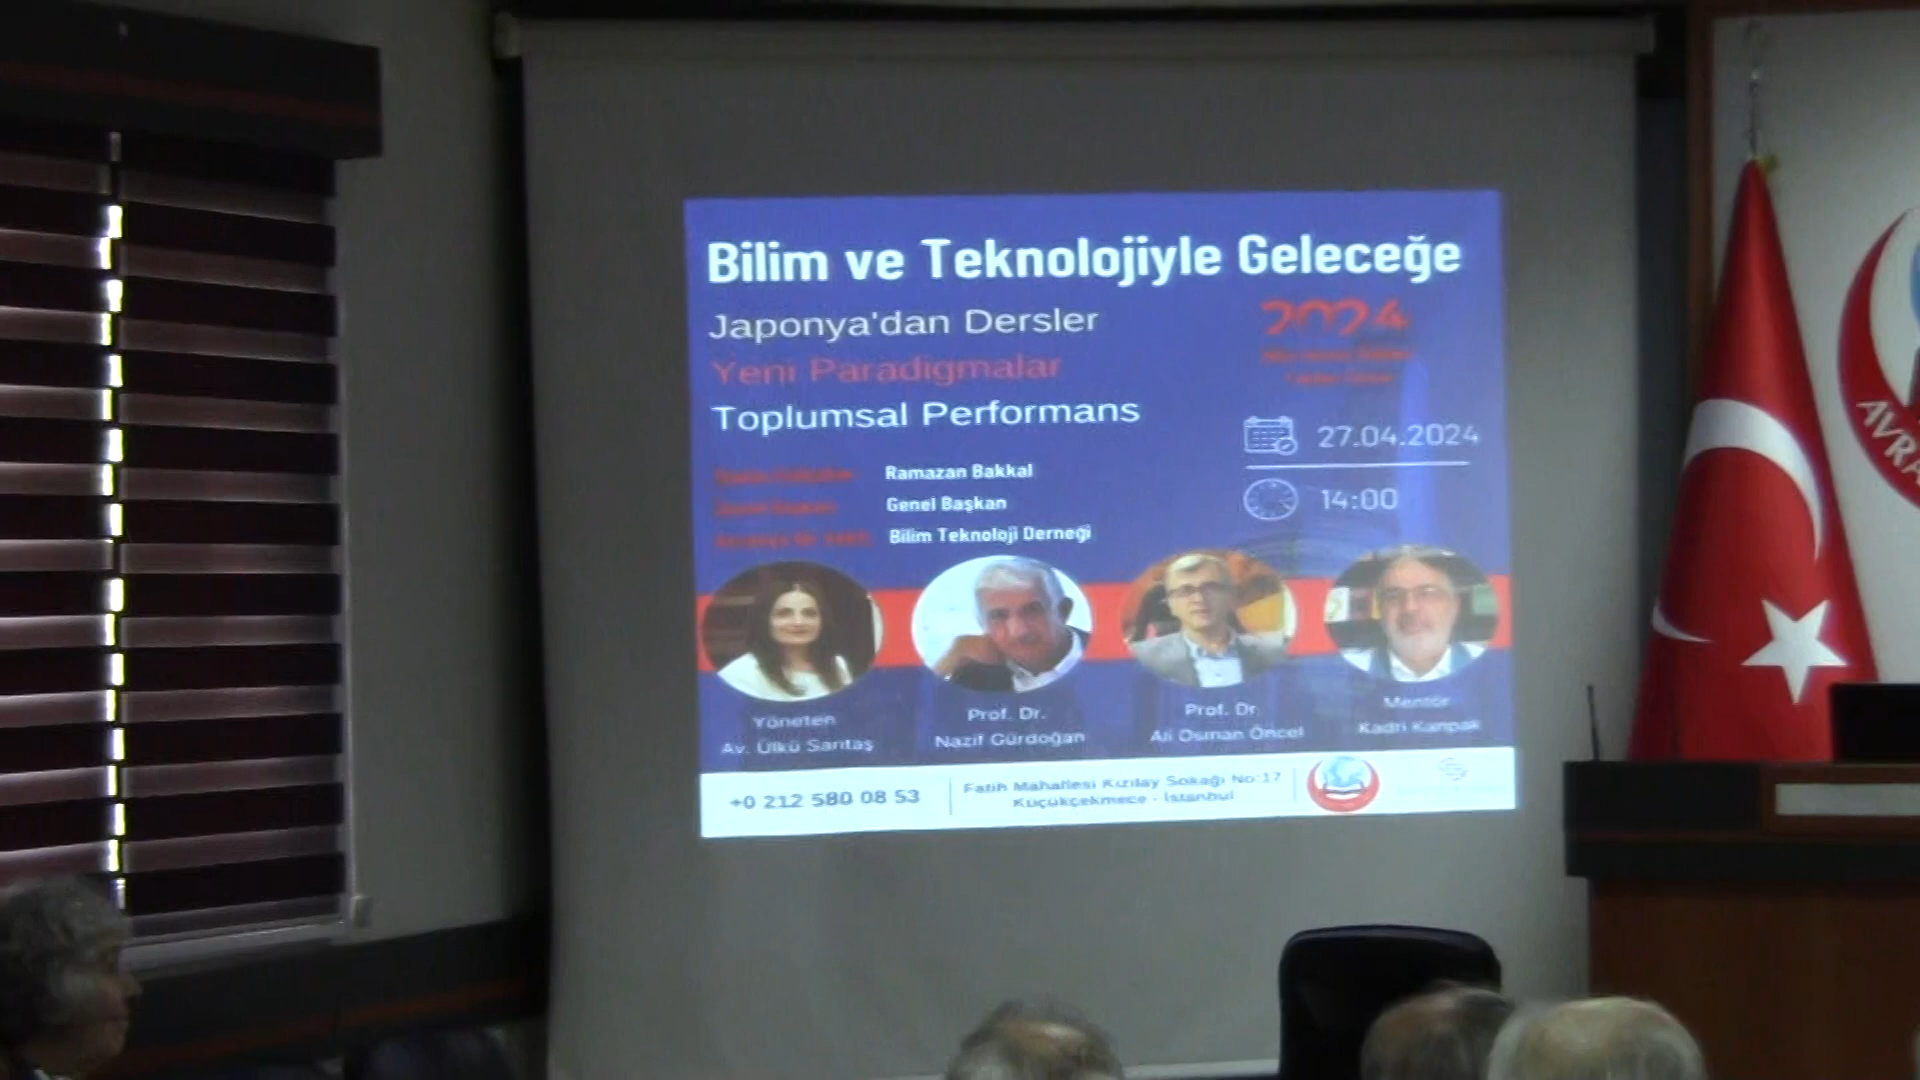 Bilim ve Teknolojiyle Geleceğe
Japonya'dan Dersler
Yeni Paradigmalar
Toplumsal Performans
2024
27.04.2024
14:00
Ramazan Bakkal
Genel Başkan
Bilim Teknoloji Derneği
Yöneten
Av. Ülkü Sarıtaş
Prof. Dr.
Nazif Gürdoğan
Prof. Dr.
Ali Osman Öncel
Mentör
Kadri Kanpak
+0 212 580 08 53
Fatih Mahallesi Kızılay Sokağı No:17
Küçükçekmece - İstanbul